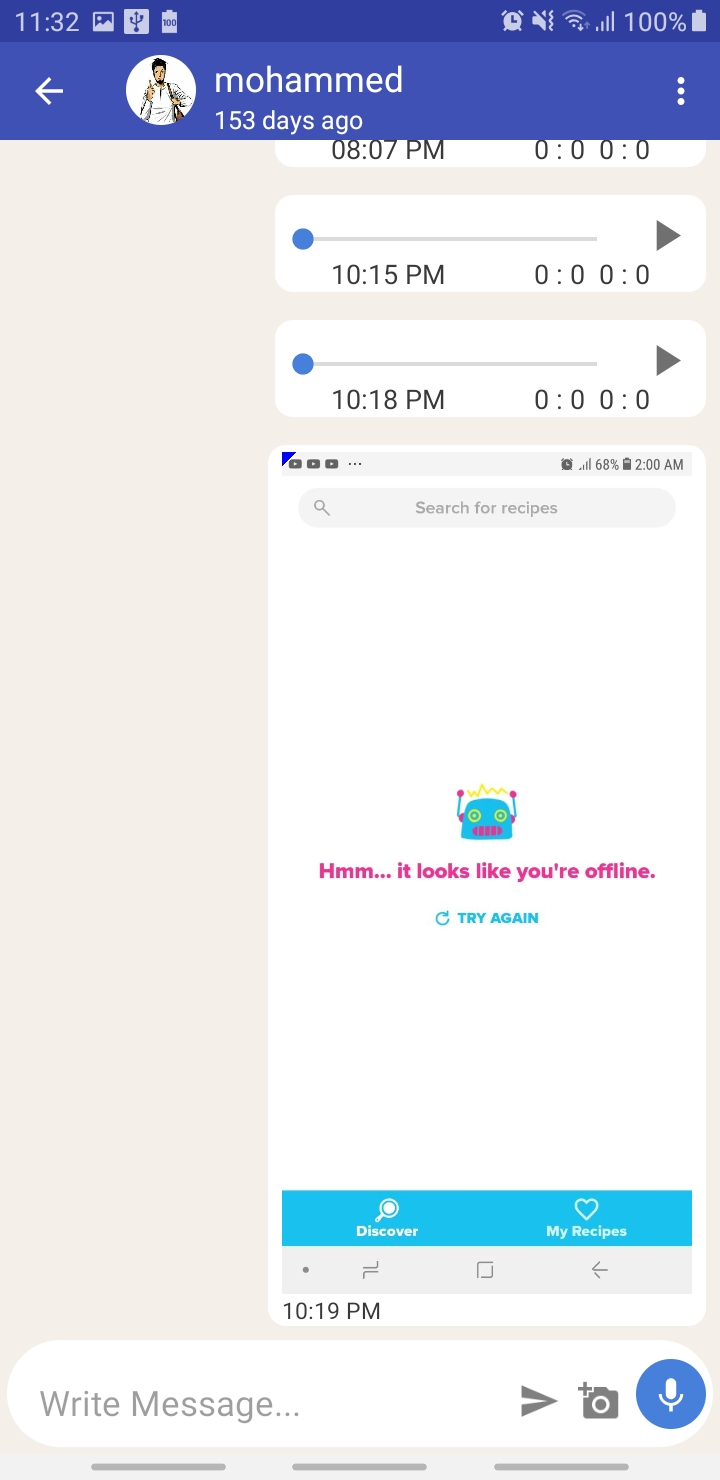 11:32 100 100%
mohammed
153 days ago
08:07 PM 0 : 0 0 : 0
10:15 PM 0 : 0 0 : 0
10:18 PM 0 : 0 0 : 0
... 68% 2:00 AM
Search for recipes
Hmm... it looks like you're offline.
TRY AGAIN
Discover My Recipes
10:19 PM
Write Message...